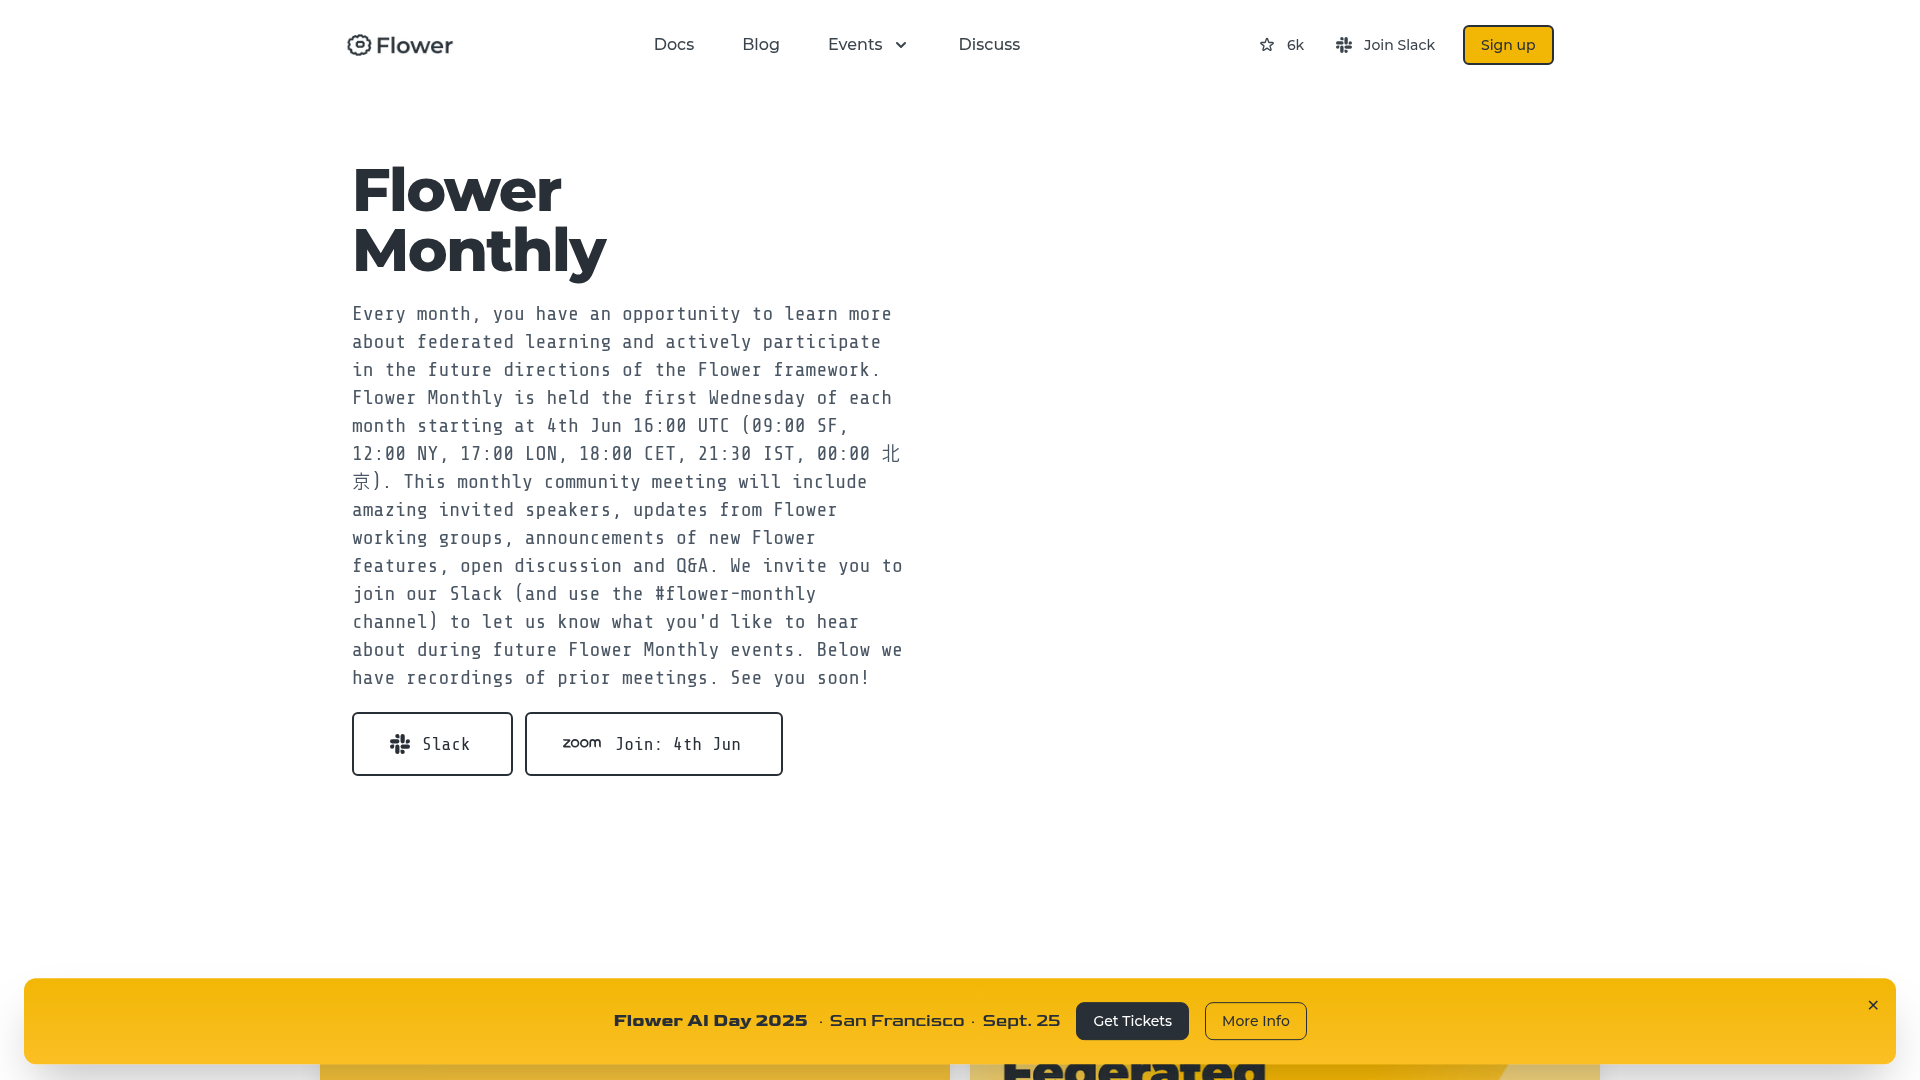 Flower
Docs
Blog
Events
Discuss
6k
Join Slack
Sign up
Flower
Monthly
Every month, you have an opportunity to learn more
about federated learning and actively participate
in the future directions of the Flower framework.
Flower Monthly is held the first Wednesday of each
month starting at 4th Jun 16:00 UTC (09:00 SF,
12:00 NY, 17:00 LON, 18:00 CET, 21:30 IST, 00:00 北
京). This monthly community meeting will include
amazing invited speakers, updates from Flower
working groups, announcements of new Flower
features, open discussion and Q&A. We invite you to
join our Slack (and use the #flower-monthly
channel) to let us know what you'd like to hear
about during future Flower Monthly events. Below we
have recordings of prior meetings. See you soon!
Slack
zoom Join: 4th Jun
Flower AI Day 2025 · San Francisco · Sept. 25
Get Tickets
More Info
Federated